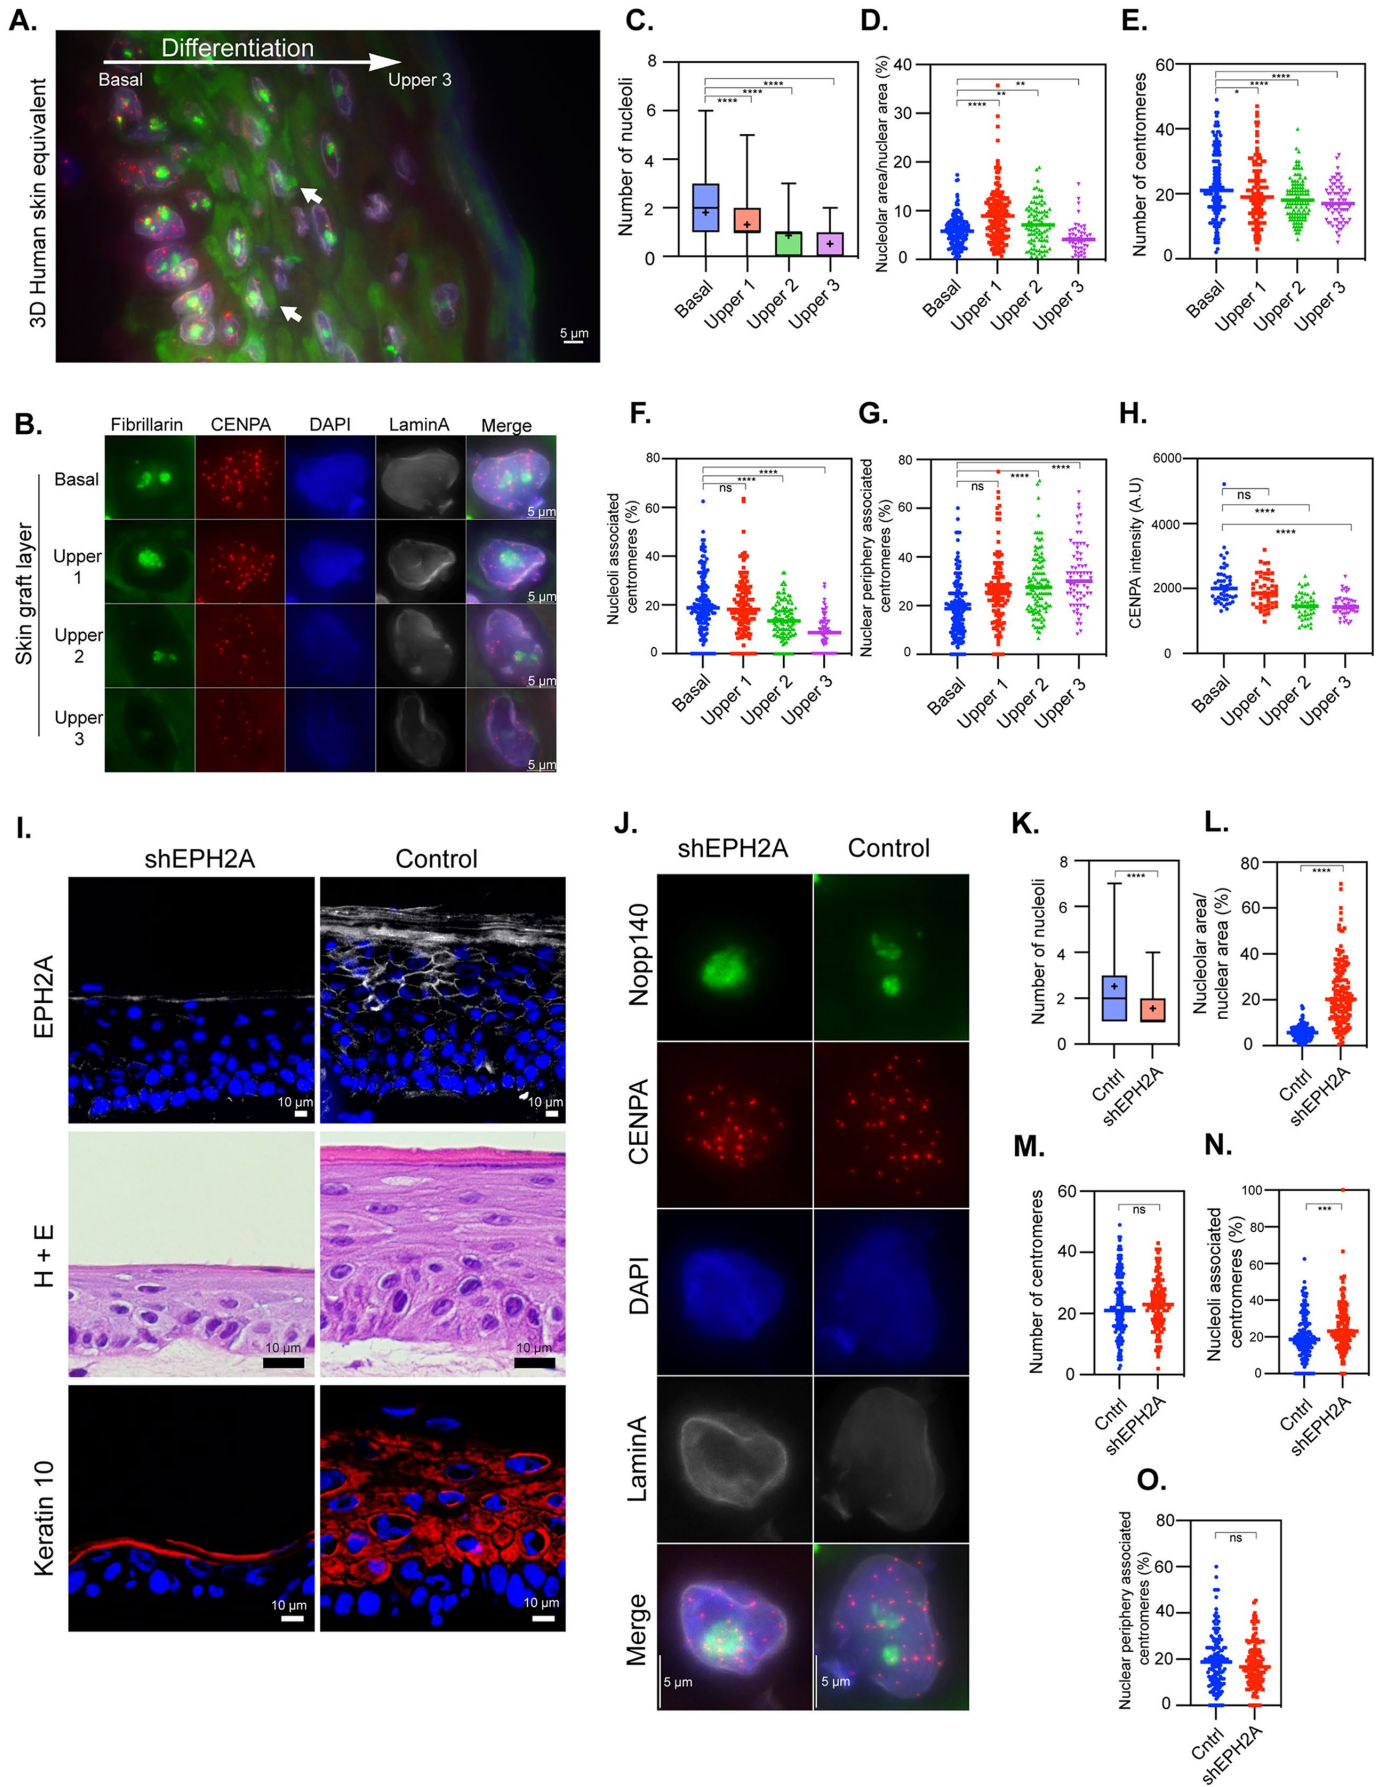 A.
3D Human skin equivalent
Differentiation
Basal
Upper 3
5 µm
B.
Skin graft layer
Fibrillarin CENPA DAPI LaminA Merge
Basal
5 µm
Upper
1
5 µm
Upper
2
5 µm
Upper
3
5 µm
C.
Number of nucleoli
8
6
4
2
0
****
****
****
Basal
Upper 1
Upper 2
Upper 3
D.
Nucleolar area/nuclear area (%)
40
30
20
10
0
**
**
****
Basal
Upper 1
Upper 2
Upper 3
E.
Number of centromeres
60
40
20
0
****
****
*
Basal
Upper 1
Upper 2
Upper 3
F.
Nucleoli associated
centromeres (%)
80
60
40
20
0
****
****
ns
Basal
Upper 1
Upper 2
Upper 3
G.
Nuclear periphery associated
centromeres (%)
80
60
40
20
0
****
****
ns
Basal
Upper 1
Upper 2
Upper 3
H.
CENPA intensity (A.U)
6000
4000
2000
0
ns
****
****
Basal
Upper 1
Upper 2
Upper 3
I.
shEPH2A Control
EPH2A
10 µm 10 µm
H + E
10 µm 10 µm
Keratin 10
10 µm 10 µm
J.
shEPH2A Control
Nopp140
CENPA
DAPI
LaminA
Merge
5 µm 5 µm
K.
Number of nucleoli
8
6
4
2
0
****
Cntrl
shEPH2A
L.
Nucleolar area/
nuclear area (%)
80
60
40
20
0
****
Cntrl
shEPH2A
M.
Number of centromeres
60
40
20
0
ns
Cntrl
shEPH2A
N.
Nucleoli associated
centromeres (%)
100
80
60
40
20
0
***
Cntrl
shEPH2A
O.
Nuclear periphery associated
centromeres (%)
80
60
40
20
0
ns
Cntrl
shEPH2A